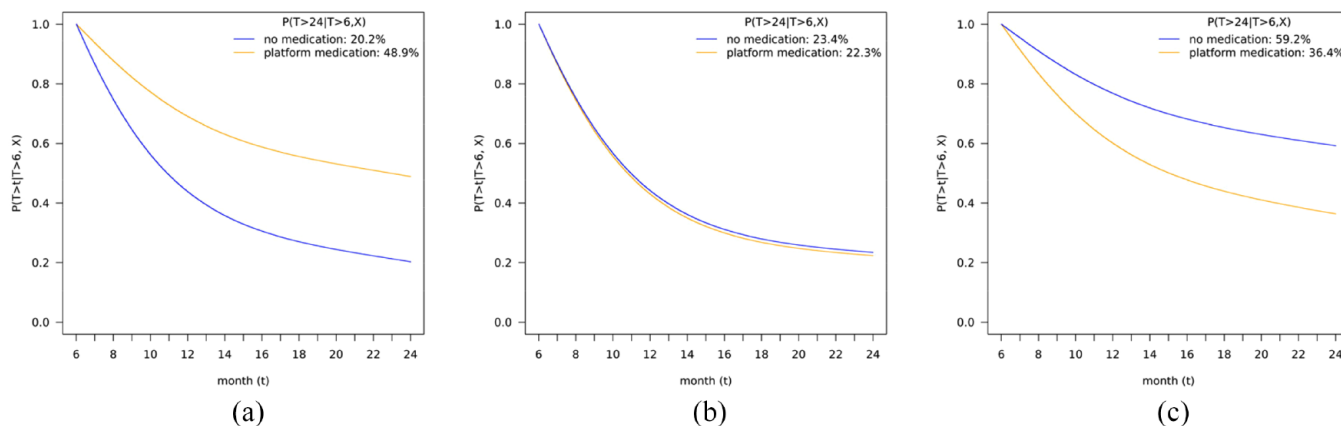 P(T>24|T>6,X)
no medication: 20.2%
platform medication: 48.9%
1.0
0.8
0.6
0.4
0.2
0.0
P(T>t|T>6, X)
6 8 10 12 14 16 18 20 22 24
month (t)
(a)
P(T>24|T>6,X)
no medication: 23.4%
platform medication: 22.3%
1.0
0.8
0.6
0.4
0.2
0.0
P(T>t|T>6, X)
6 8 10 12 14 16 18 20 22 24
month (t)
(b)
P(T>24|T>6,X)
no medication: 59.2%
platform medication: 36.4%
1.0
0.8
0.6
0.4
0.2
0.0
P(T>t|T>6, X)
6 8 10 12 14 16 18 20 22 24
month (t)
(c)